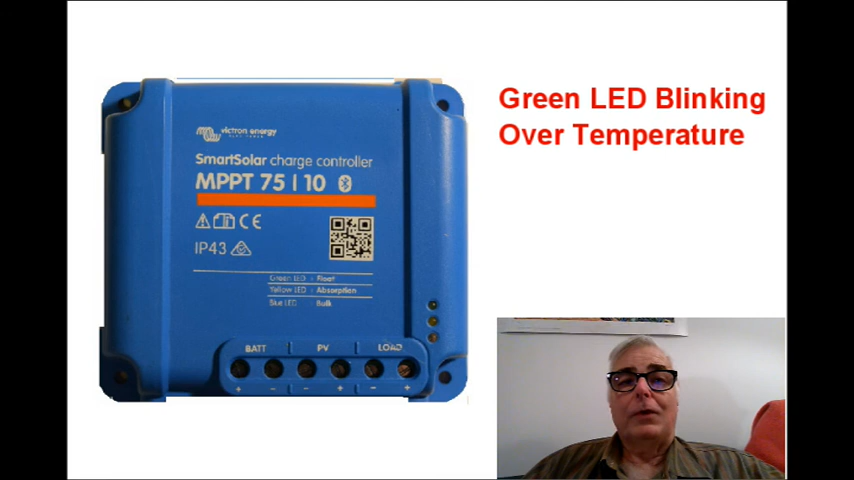 Green LED Blinking
Over Temperature
victron energy
SmartSolar charge controller
MPPT 75 | 10
CE
IP43
Green LED : Float
Yellow LED : Absorption
Blue LED : Bulk
BATT PV LOAD
+ - - + - +